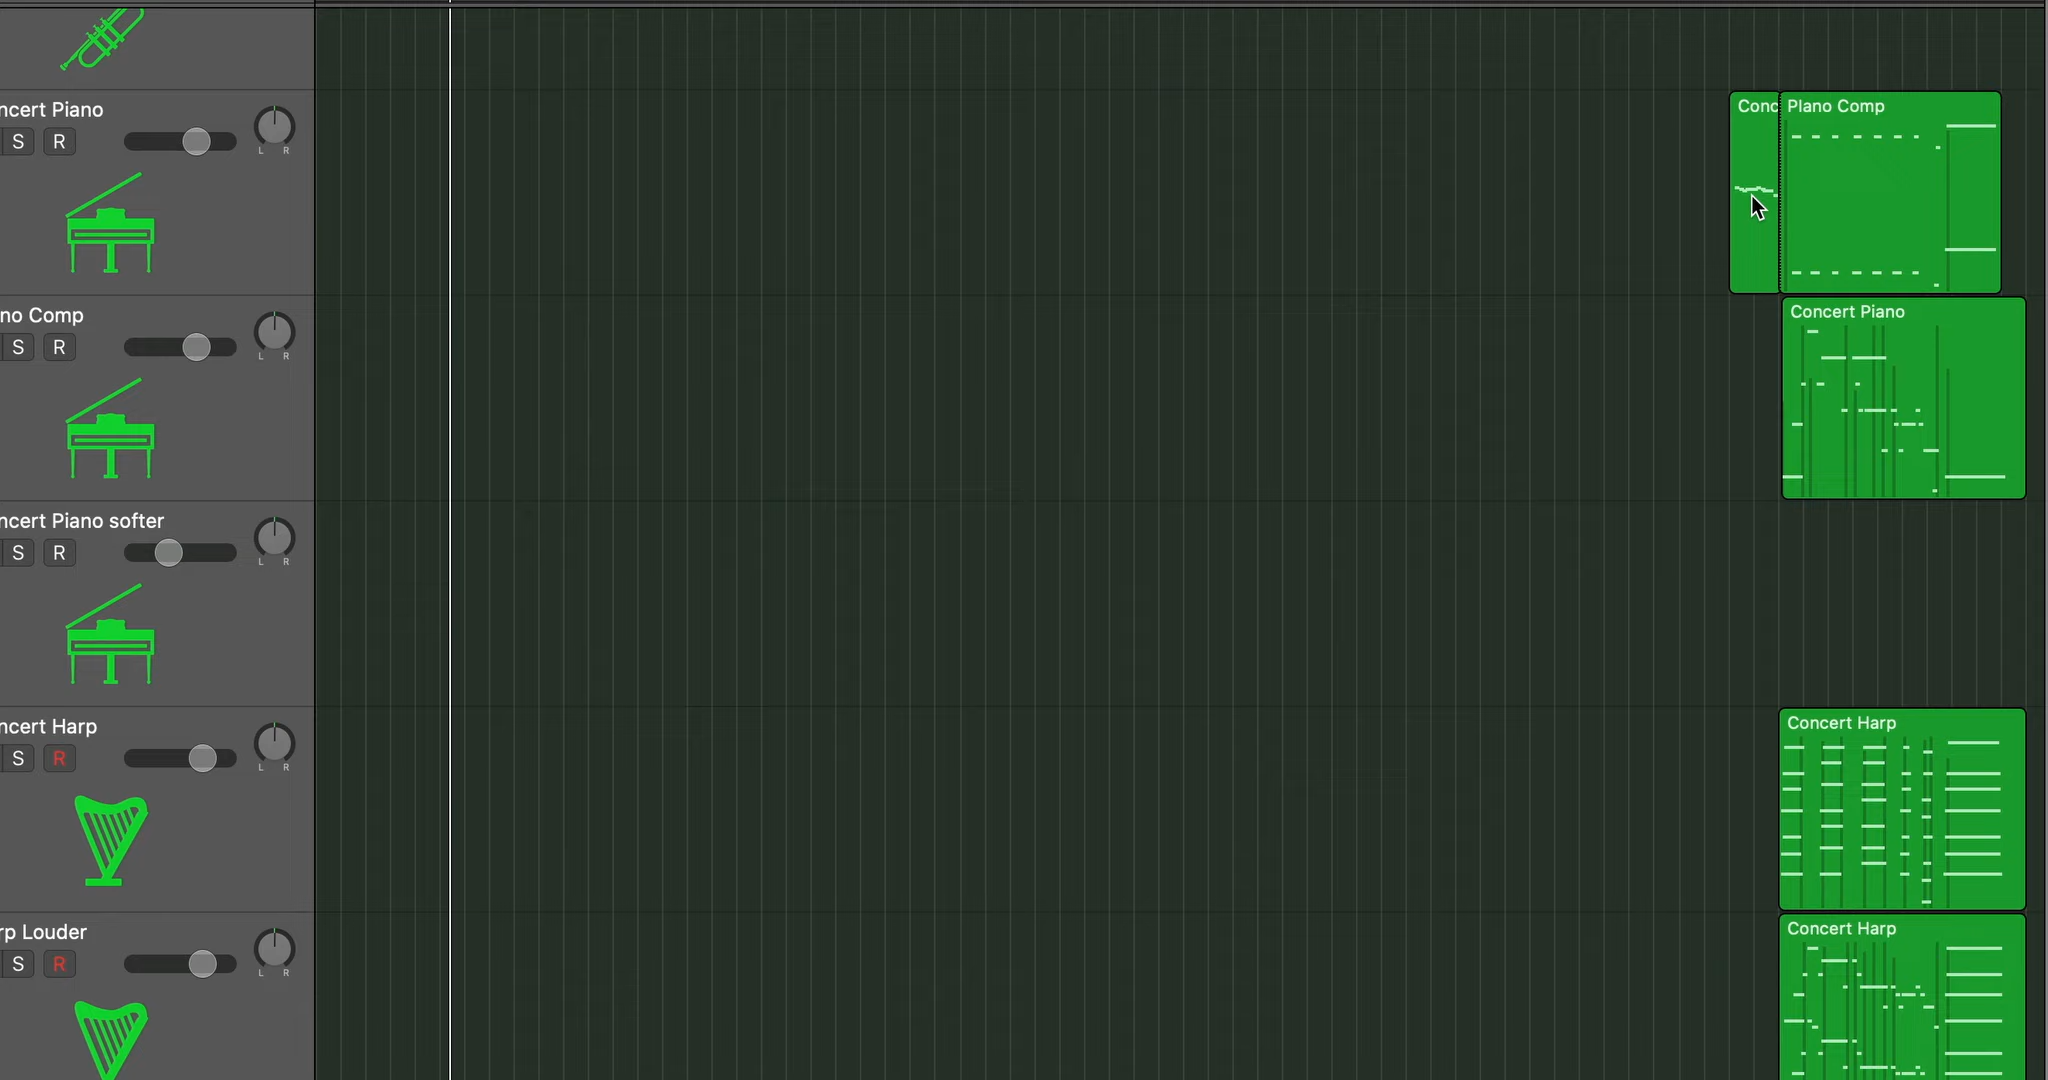 ncert Piano
S R
L R
Conc
PIano Comp
no Comp
S R
L R
Concert Piano
ncert Piano softer
S R
L R
ncert Harp
S R
L R
Concert Harp
rp Louder
S R
L R
Concert Harp